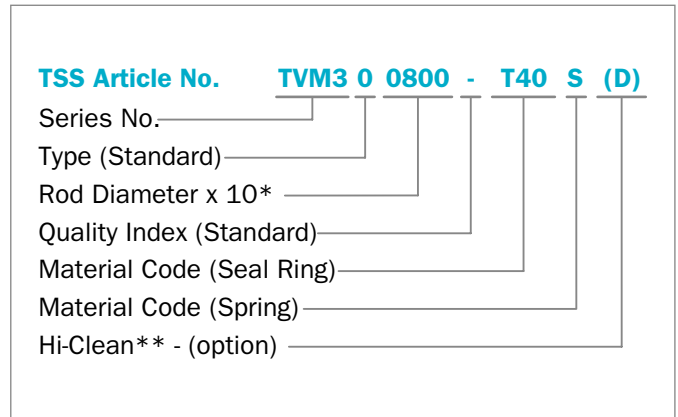 TSS Article No. TVM3 0 0800 - T40 S (D)
Series No.
Type (Standard)
Rod Diameter x 10*
Quality Index (Standard)
Material Code (Seal Ring)
Material Code (Spring)
Hi-Clean** - (option)